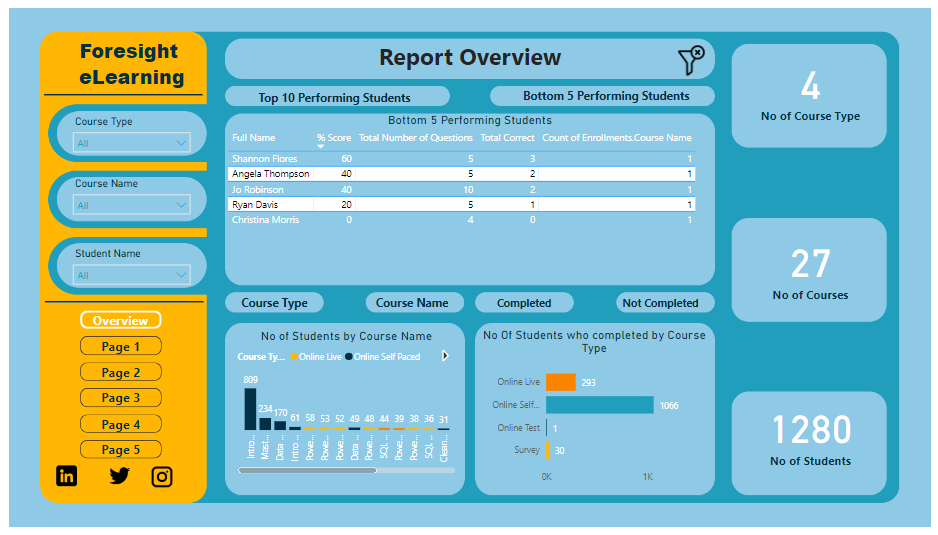 Foresight
eLearning
Course Type
All
Course Name
All
Student Name
All
Overview
Page 1
Page 2
Page 3
Page 4
Page 5
in
Report Overview
Top 10 Performing Students
Bottom 5 Performing Students
Bottom 5 Performing Students
Full Name % Score Total Number of Questions Total Correct Count of Enrollments.Course Name
Shannon Flores 60 5 3 1
Angela Thompson 40 5 2 1
Jo Robinson 40 10 2 1
Ryan Davis 20 5 1 1
Christina Morris 0 4 0 1
Course Type
Course Name
Completed
Not Completed
No of Students by Course Name
Course Ty... Online Live Online Self Paced
809 234 170 61 58 53 52 49 48 44 39 38 36 31
Intro ...
Mast...
Data ...
Intro ...
Powe...
Powe...
Powe...
Data ...
Powe...
SQL ...
Powe...
Powe...
SQL ...
Clean...
No Of Students who completed by Course
Type
Online Live 293
Online Self... 1066
Online Test 1
Survey 30
0K 1K
4
No of Course Type
27
No of Courses
1280
No of Students